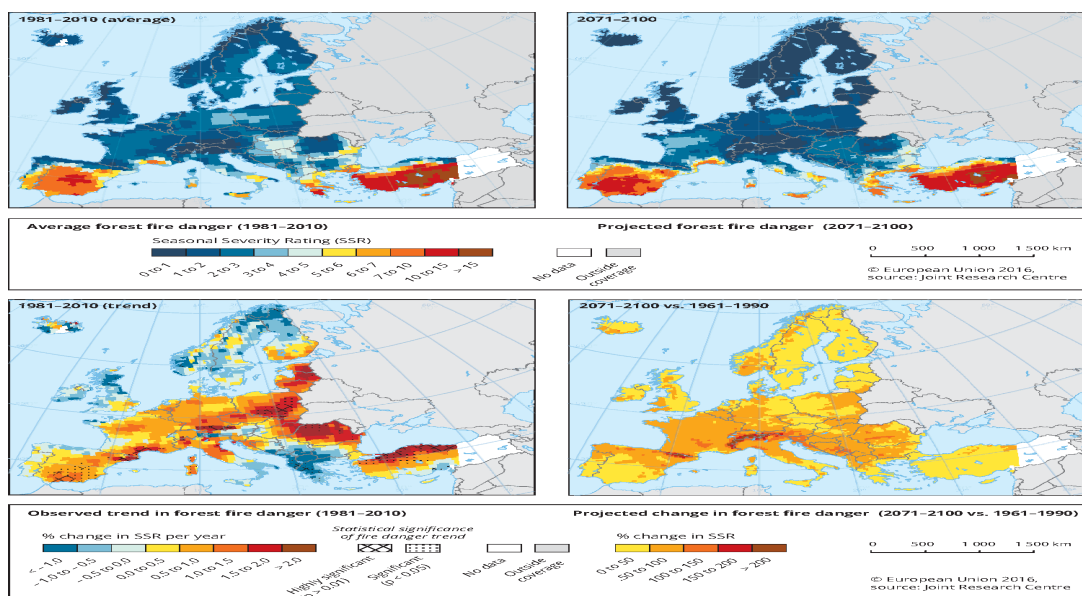 1981–2010 (average)
2071–2100
Average forest fire danger (1981–2010)
Projected forest fire danger (2071–2100)
Seasonal Severity Rating (SSR)
0 to 1
1 to 2
2 to 3
3 to 4
4 to 5
5 to 6
6 to 7
7 to 10
10 to 15
> 15
No data
Outside
coverage
0 500 1 000 1 500 km
© European Union 2016,
source: Joint Research Centre
1981–2010 (trend)
2071–2100 vs. 1961–1990
Observed trend in forest fire danger (1981–2010)
Projected change in forest fire danger (2071–2100 vs. 1961–1990)
% change in SSR per year
< – 1.0
–1.0 to – 0.5
–0.5 to 0.0
0.0 to 0.5
0.5 to 1.0
1.0 to 1.5
1.5 to 2.0
> 2.0
Statistical significance
of fire danger trend
Highly significant
> 0.01)
Significant
(p < 0.05)
No data
Outside
coverage
% change in SSR
0 to 50
50 to 100
100 to 150
150 to 200
> 200
0 500 1 000 1 500 km
© European Union 2016,
source: Joint Research Centre